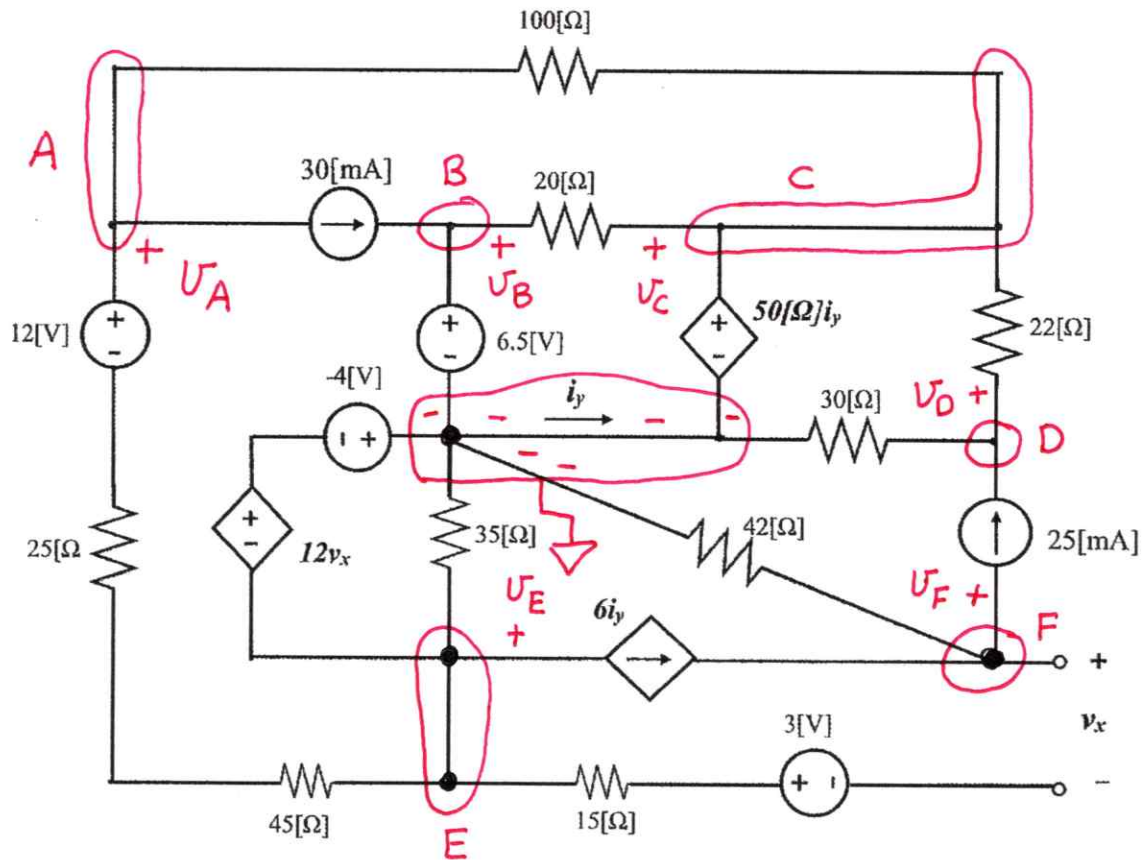 100[Ω]
A
30[mA]
B
20[Ω]
C
+
v_A
+
v_B
+
v_C
12[V]
+
-
+
-
6.5[V]
+
-
50[Ω]i_y
22[Ω]
-4[V]
- +
- - i_y - -
- -
30[Ω]
v_D +
D
+
-
12v_x
25[Ω
35[Ω]
42[Ω]
25[mA]
v_E
+
6i_y
v_F +
F
+
v_x
-
3[V]
+ -
45[Ω]
E
15[Ω]